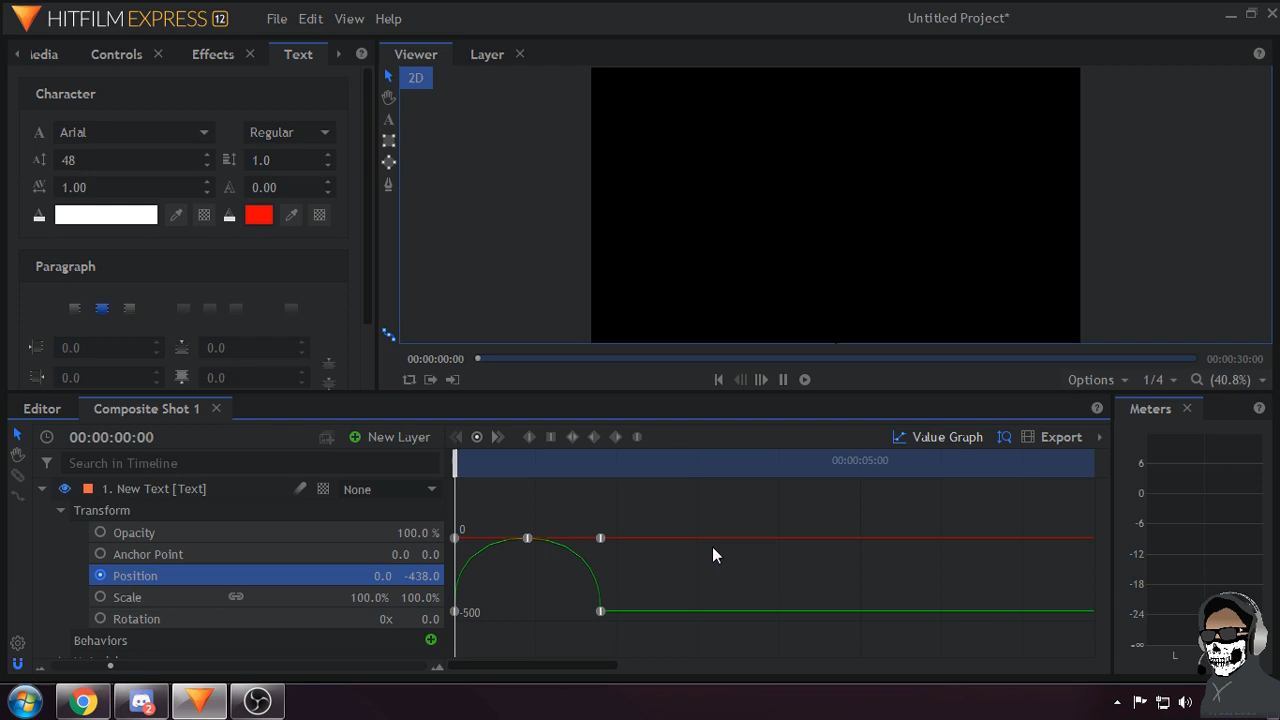 HITFILM EXPRESS 12 File Edit View Help Untitled Project*
edia Controls Effects Text
Viewer Layer
Character
2D
Arial Regular
48 1.0
1.00 0.00
Paragraph
0.0 0.0
0.0 0.0
00:00:00:00 00:00:30:00
Options 1/4 (40.8%)
Editor Composite Shot 1
Meters
00:00:00:00 New Layer Value Graph Export
Search in Timeline 00:00:05:00
1. New Text [Text] None
Transform
Opacity 100.0 %
Anchor Point 0.0 0.0
Position 0.0 -438.0
Scale 100.0% 100.0%
Rotation 0x 0.0
Behaviors
0
-500
6
0
-6
-12
-18
-24
-∞
L
2